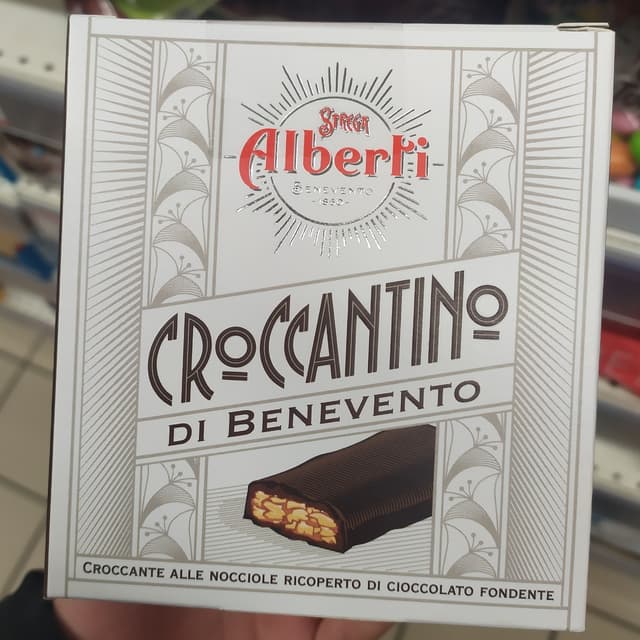 STREGA
Alberti
BENEVENTO
-1860-
CROCCANTINO
DI BENEVENTO
CROCCANTE ALLE NOCCIOLE RICOPERTO DI CIOCCOLATO FONDENTE